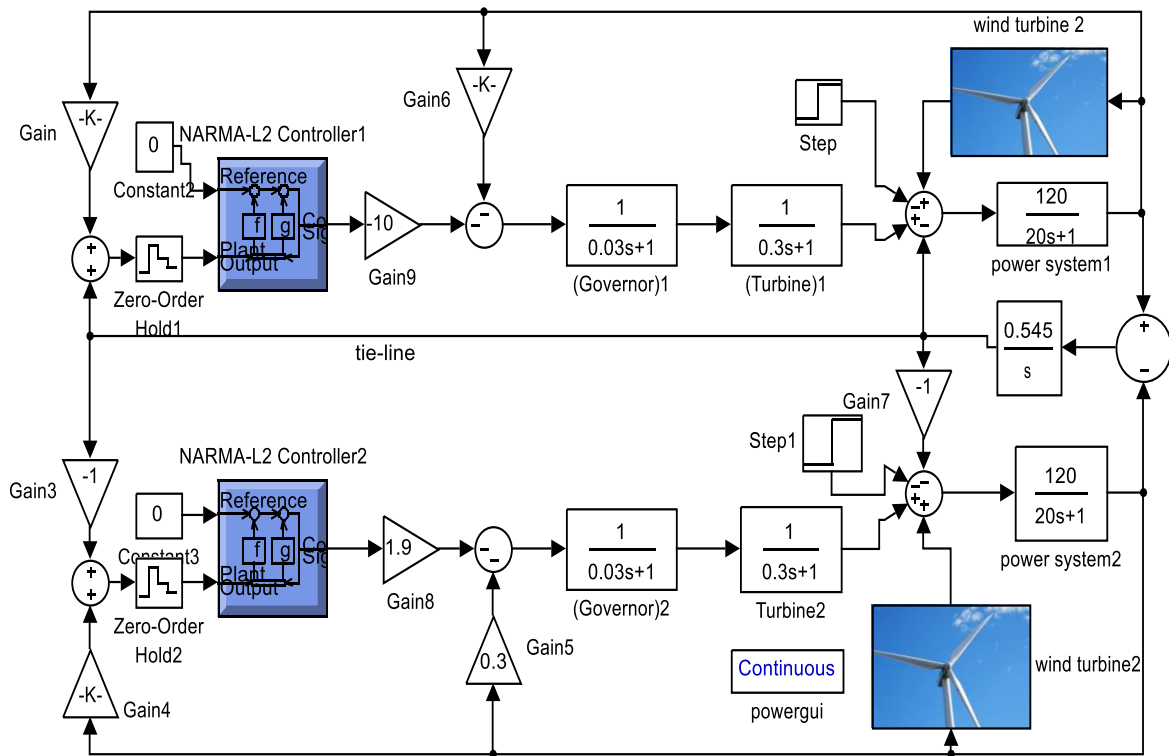 wind turbine 2
-K-
Gain6
-K-
Gain
NARMA-L2 Controller1
Step
0
Constant2
Reference
f
g
Plant
Output
-10
Gain9
-
1
0.03s+1
(Governor)1
1
0.3s+1
(Turbine)1
+
-
+
+
120
20s+1
power system1
+
+
Zero-Order
Hold1
tie-line
0.545
s
+
-
-1
Gain7
Step1
-1
Gain3
NARMA-L2 Controller2
0
Constant3
Reference
f
g
Plant
Output
1.9
Gain8
-
-
1
0.03s+1
(Governor)2
1
0.3s+1
Turbine2
-
-
+
+
120
20s+1
power system2
+
+
Zero-Order
Hold2
0.3
Gain5
-K-
Gain4
Continuous
powergui
wind turbine2